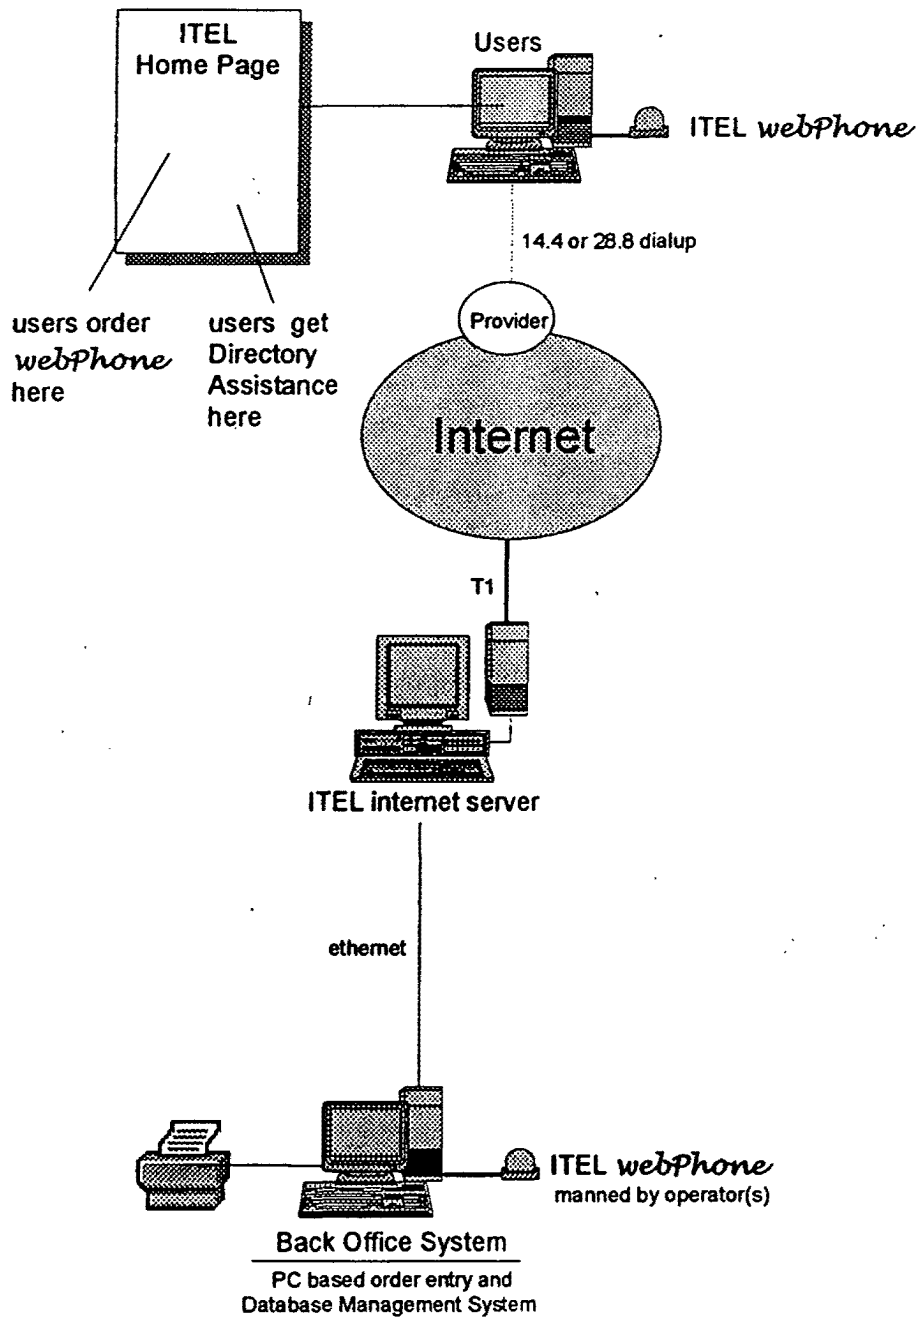 ITEL
Home Page
Users
ITEL webPhone
14.4 or 28.8 dialup
users order
webPhone
here
users get
Directory
Assistance
here
Provider
Internet
T1
ITEL internet server
ethernet
ITEL webPhone
manned by operator(s)
Back Office System
PC based order entry and
Database Management System